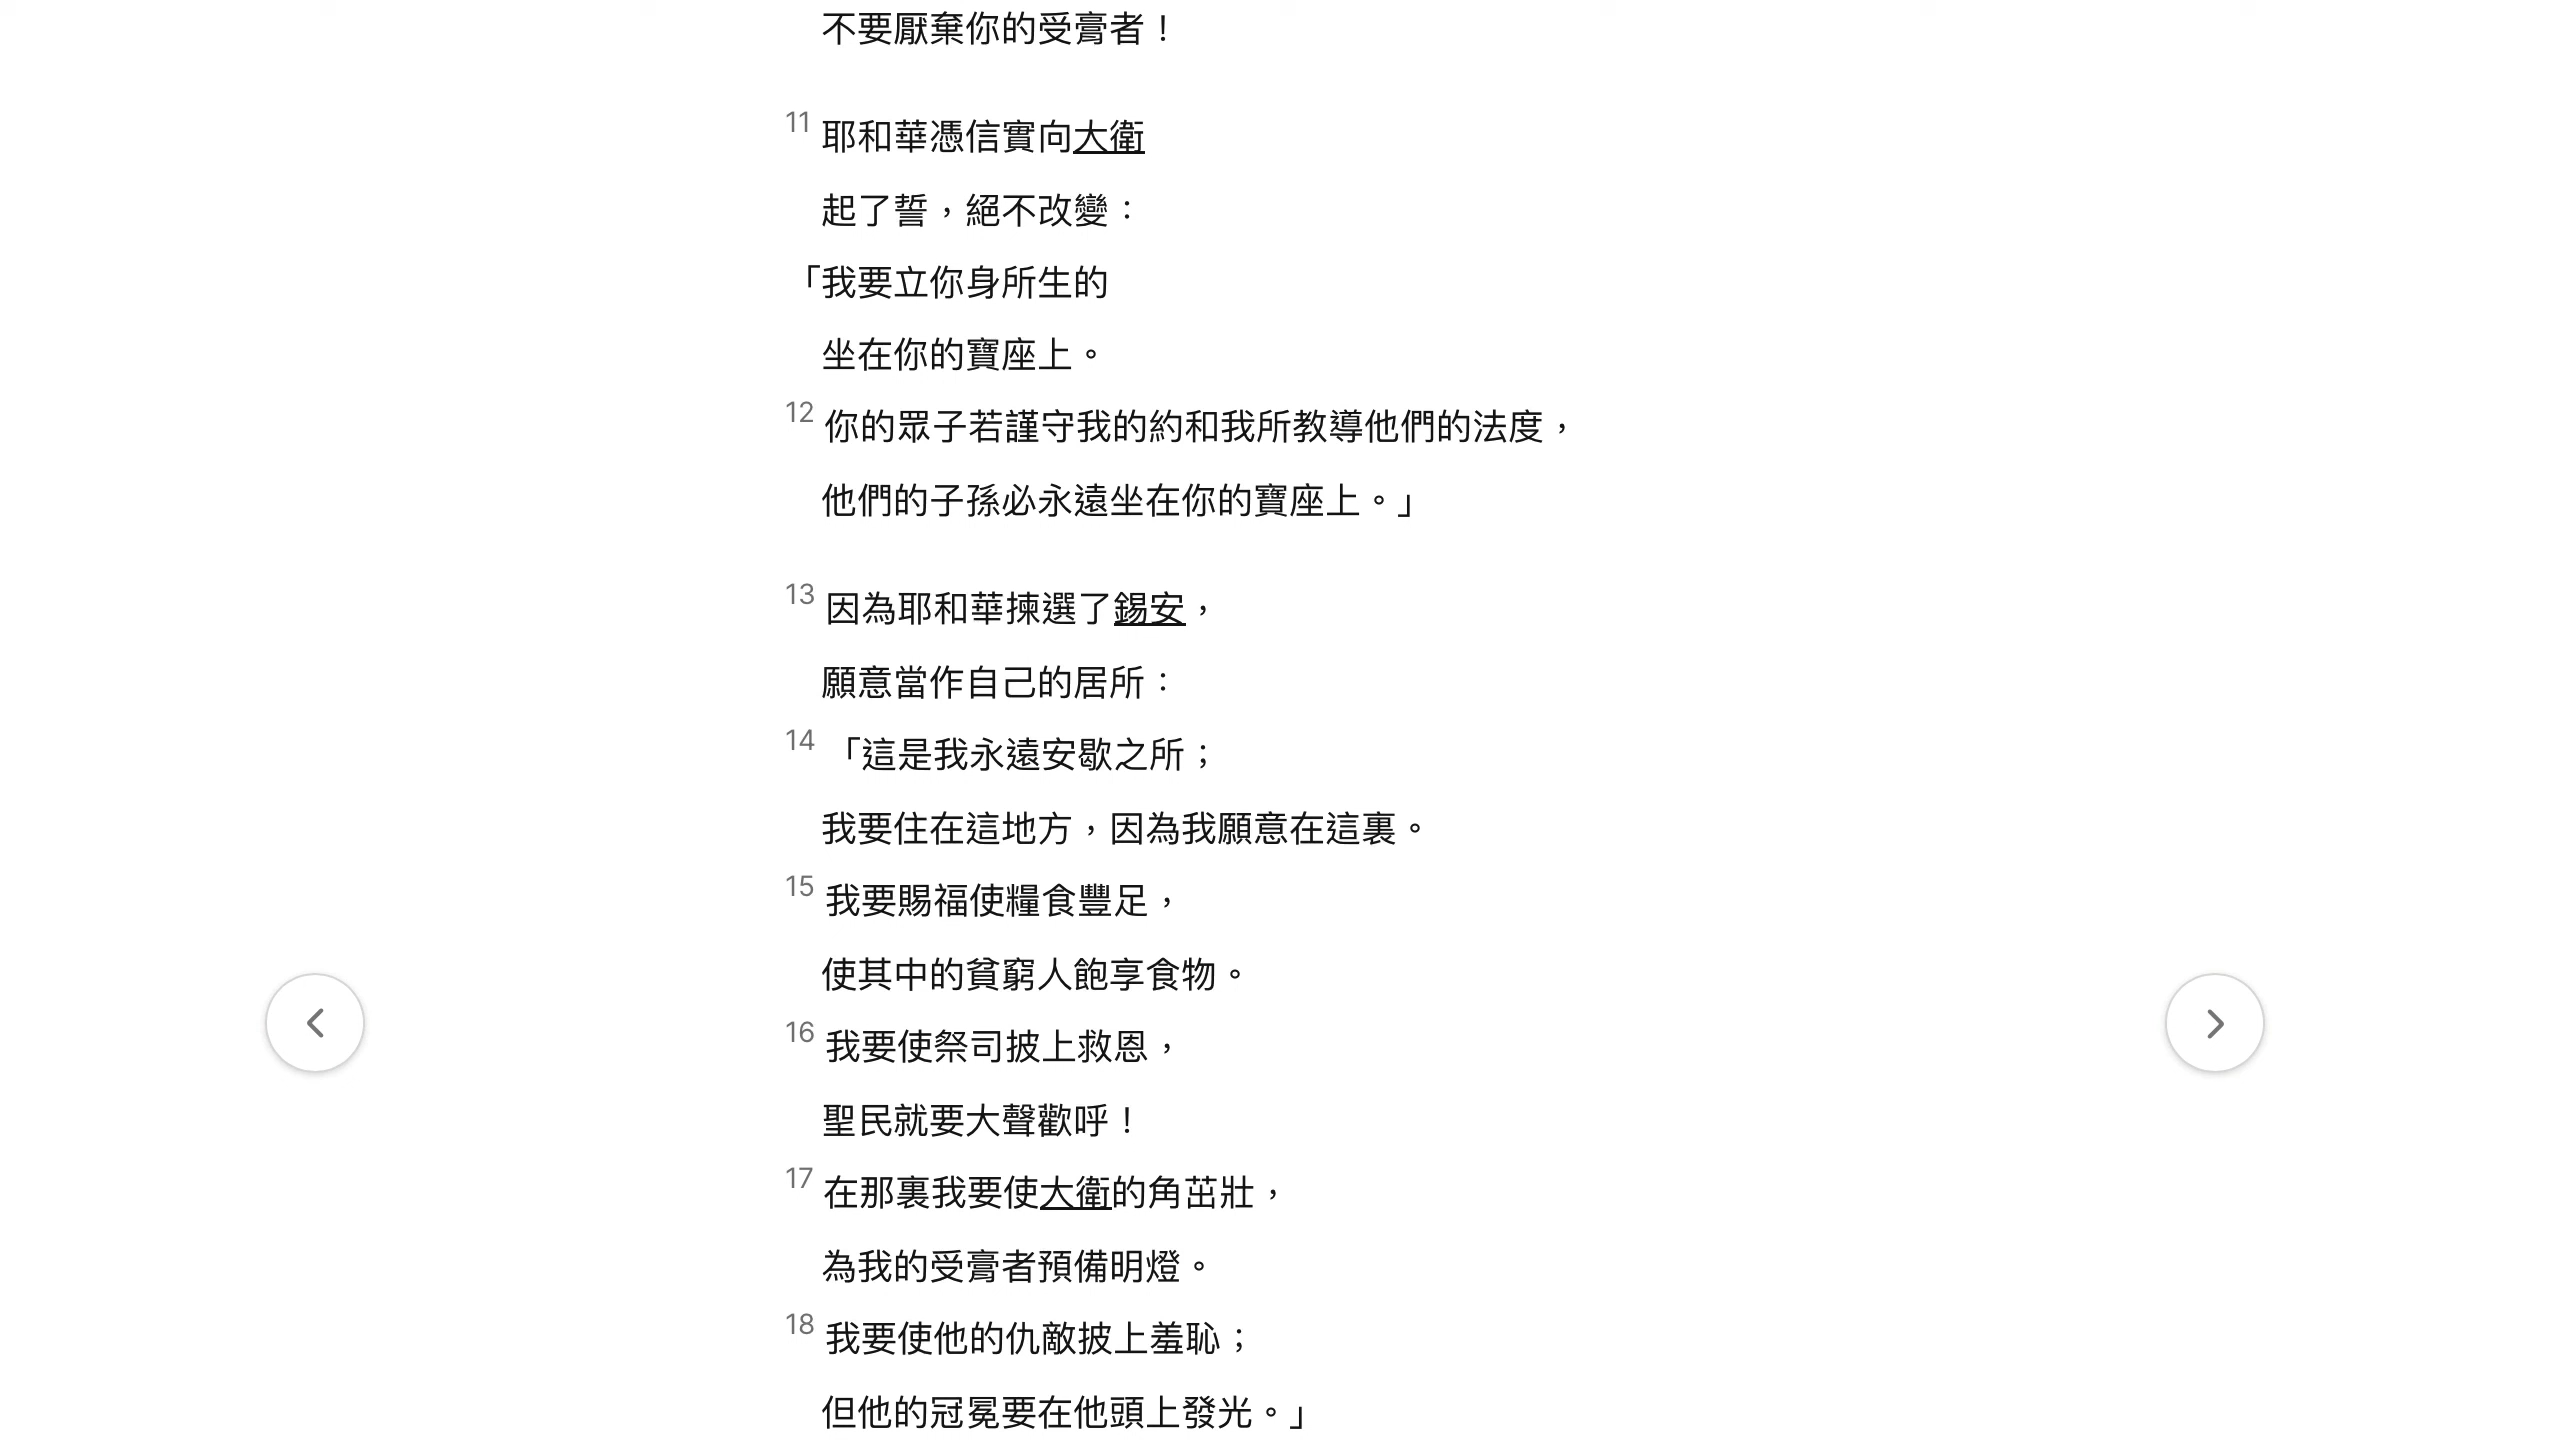 不要厭棄你的受膏者！
11 耶和華憑信實向大衛
起了誓，絕不改變：
「我要立你身所生的
坐在你的寶座上。
12 你的眾子若謹守我的約和我所教導他們的法度，
他們的子孫必永遠坐在你的寶座上。」
13 因為耶和華揀選了錫安，
願意當作自己的居所：
14 「這是我永遠安歇之所；
我要住在這地方，因為我願意在這裏。
15 我要賜福使糧食豐足，
使其中的貧窮人飽享食物。
16 我要使祭司披上救恩，
聖民就要大聲歡呼！
17 在那裏我要使大衛的角茁壯，
為我的受膏者預備明燈。
18 我要使他的仇敵披上羞恥；
但他的冠冕要在他頭上發光。」